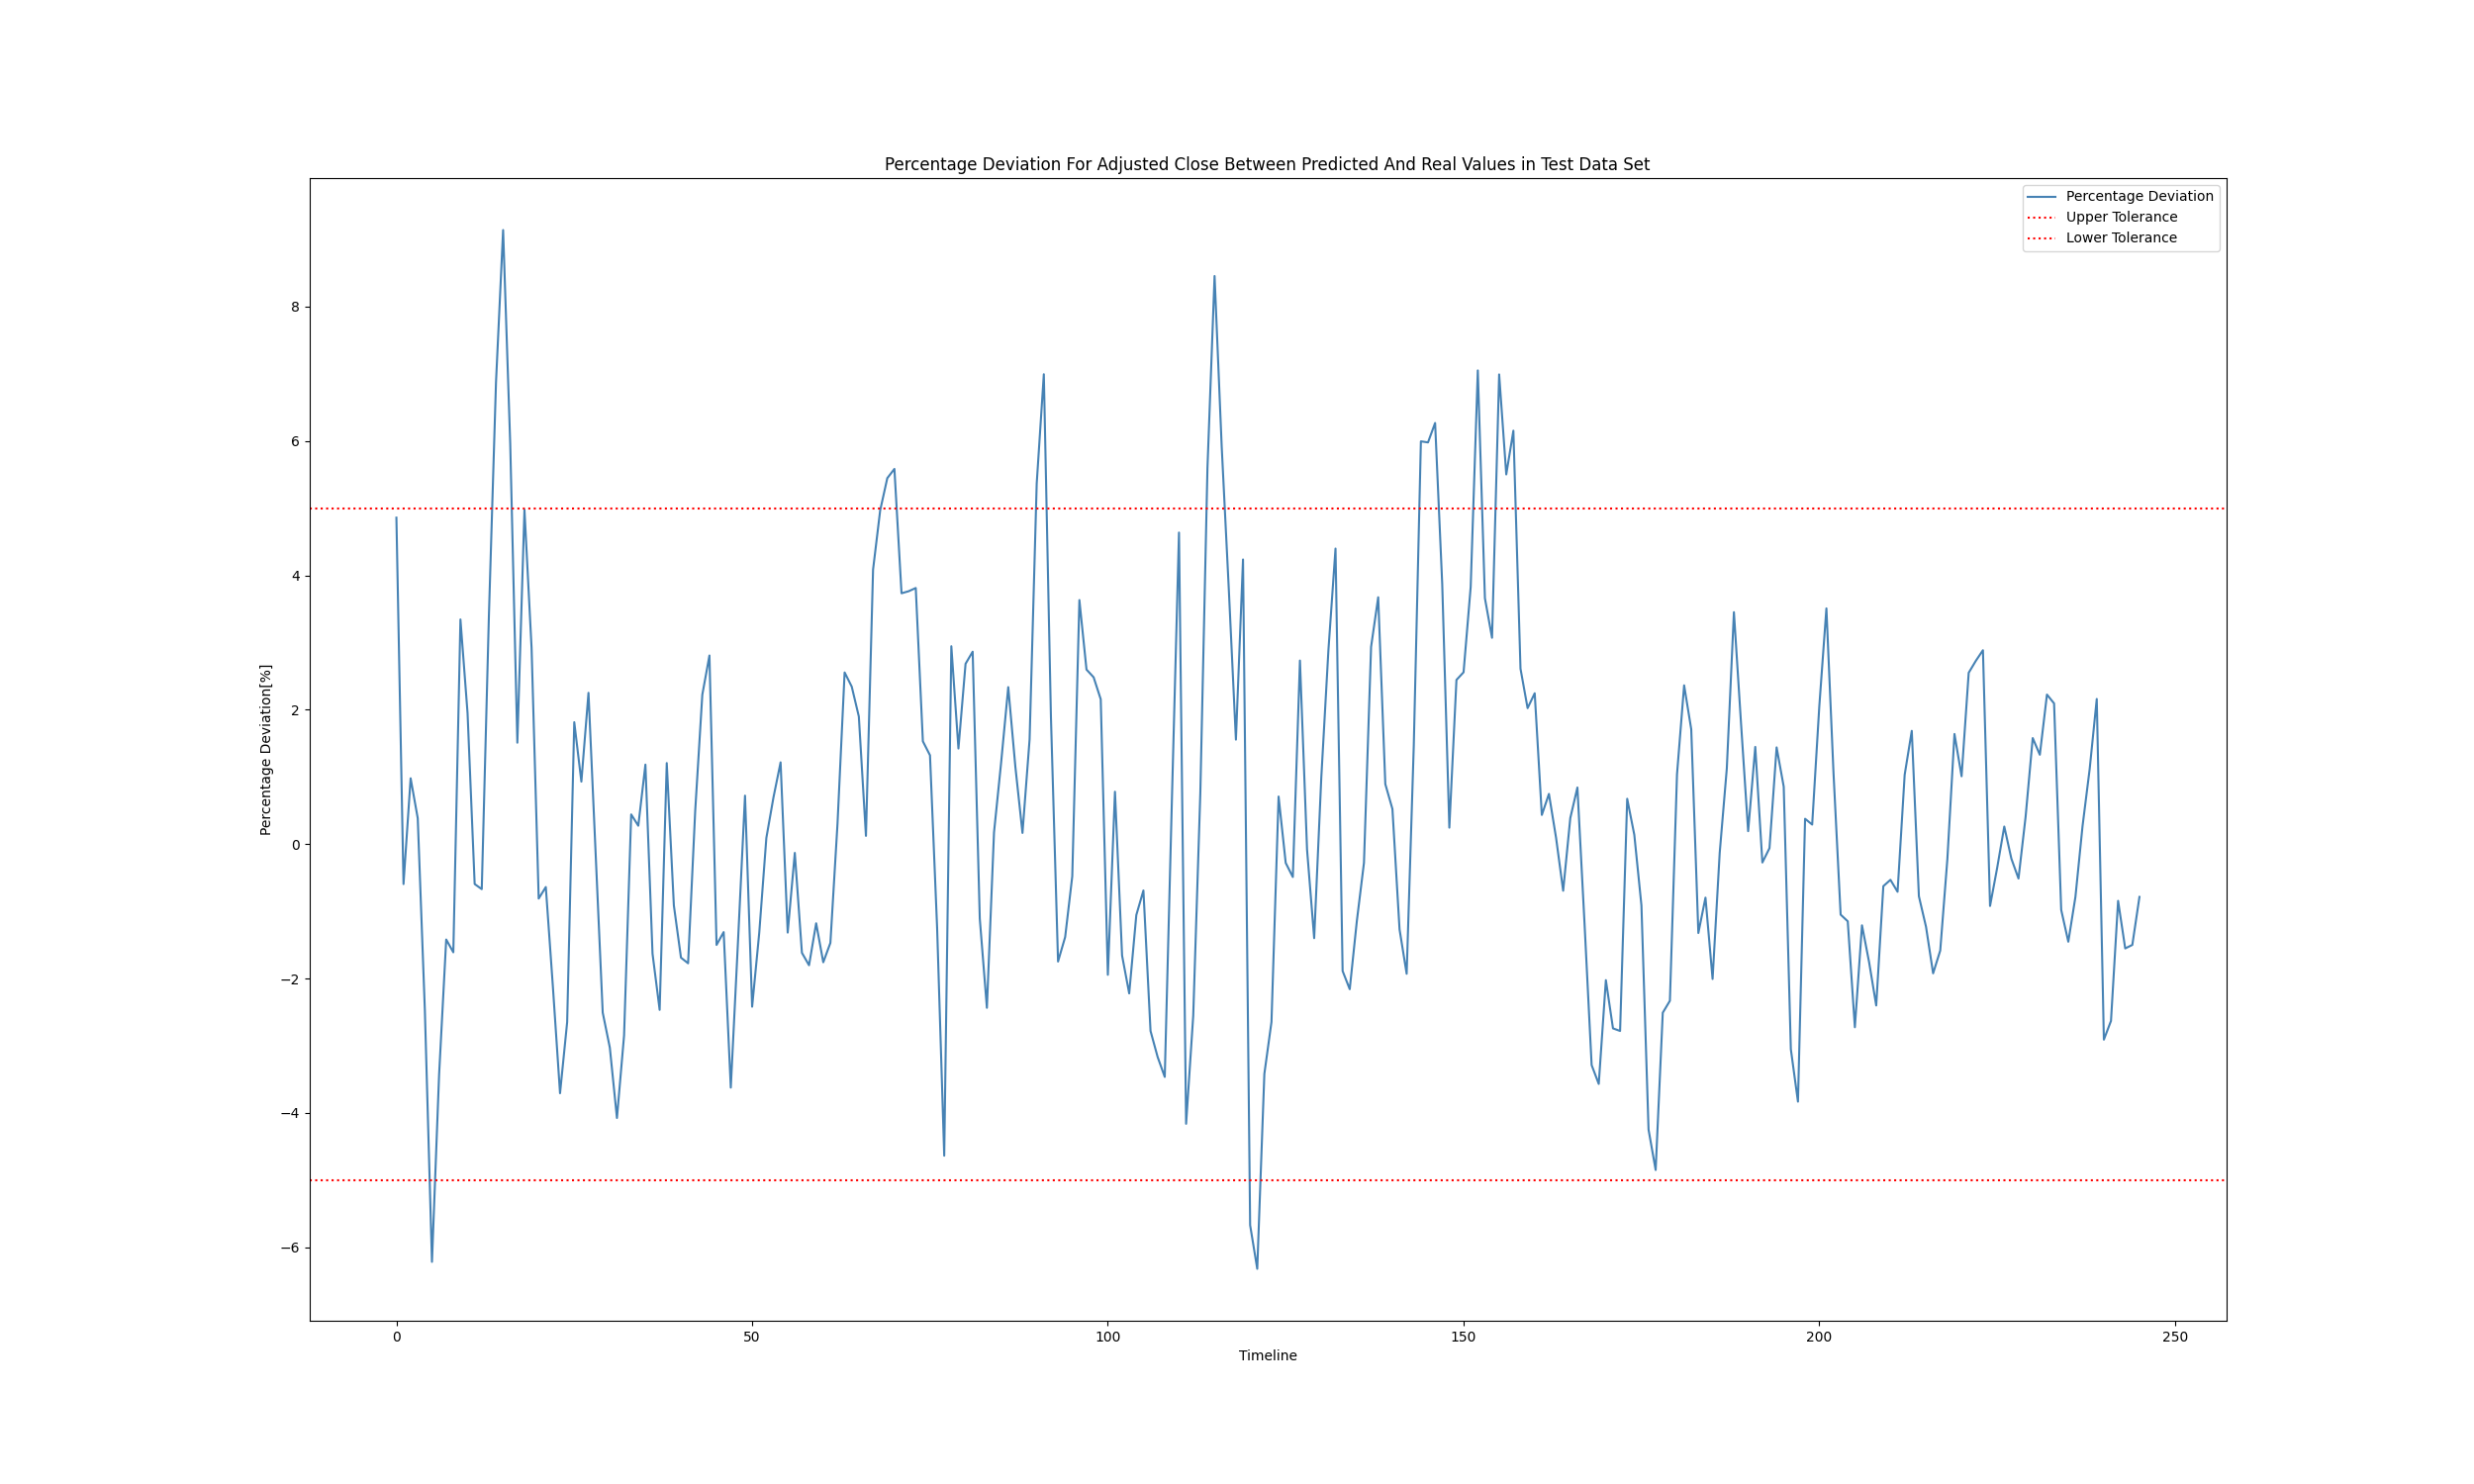 Percentage Deviation For Adjusted Close Between Predicted And Real Values in Test Data Set
Percentage Deviation
Upper Tolerance
Lower Tolerance
8
6
4
2
0
−2
−4
−6
Percentage Deviation[%]
0 50 100 150 200 250
Timeline